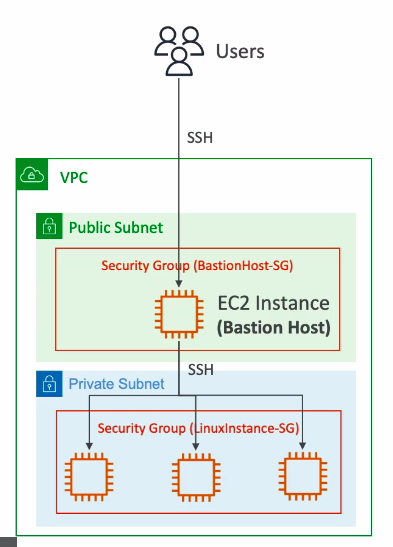 Users
SSH
VPC
Public Subnet
Security Group (BastionHost-SG)
EC2 Instance
(Bastion Host)
SSH
Private Subnet
Security Group (LinuxInstance-SG)